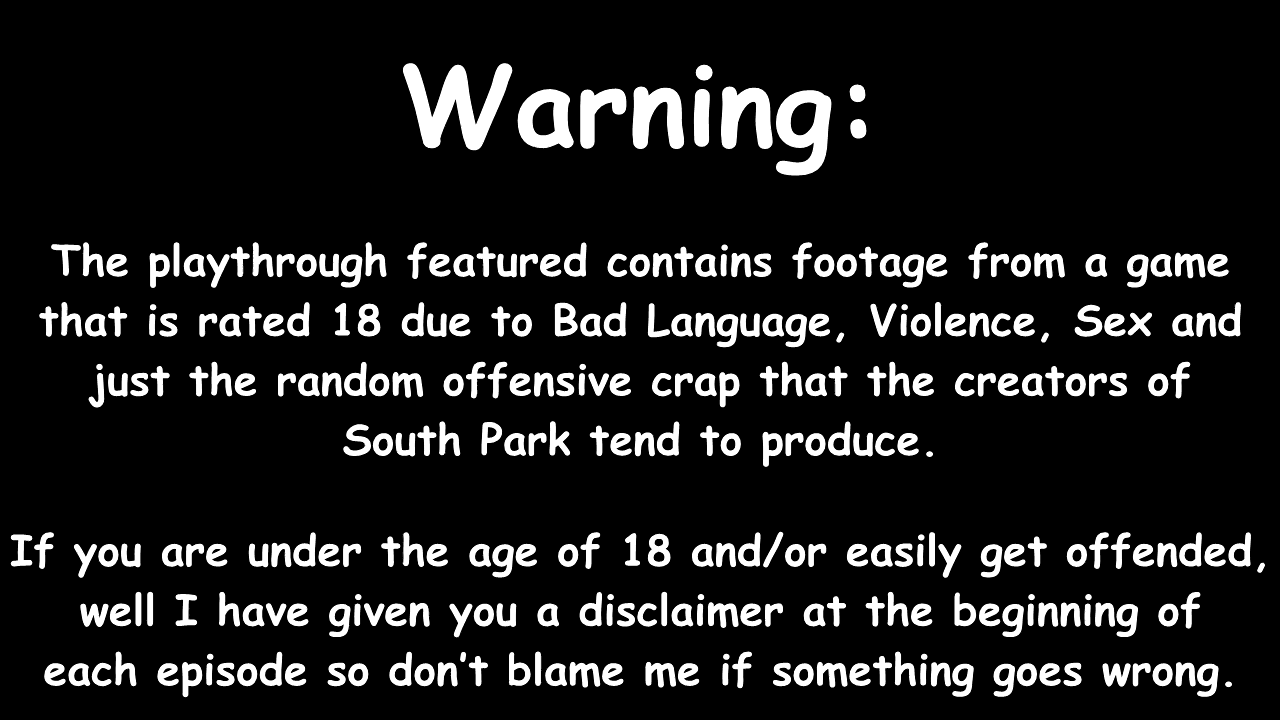 Warning:
The playthrough featured contains footage from a game
that is rated 18 due to Bad Language, Violence, Sex and
just the random offensive crap that the creators of
South Park tend to produce.
If you are under the age of 18 and/or easily get offended,
well I have given you a disclaimer at the beginning of
each episode so don't blame me if something goes wrong.